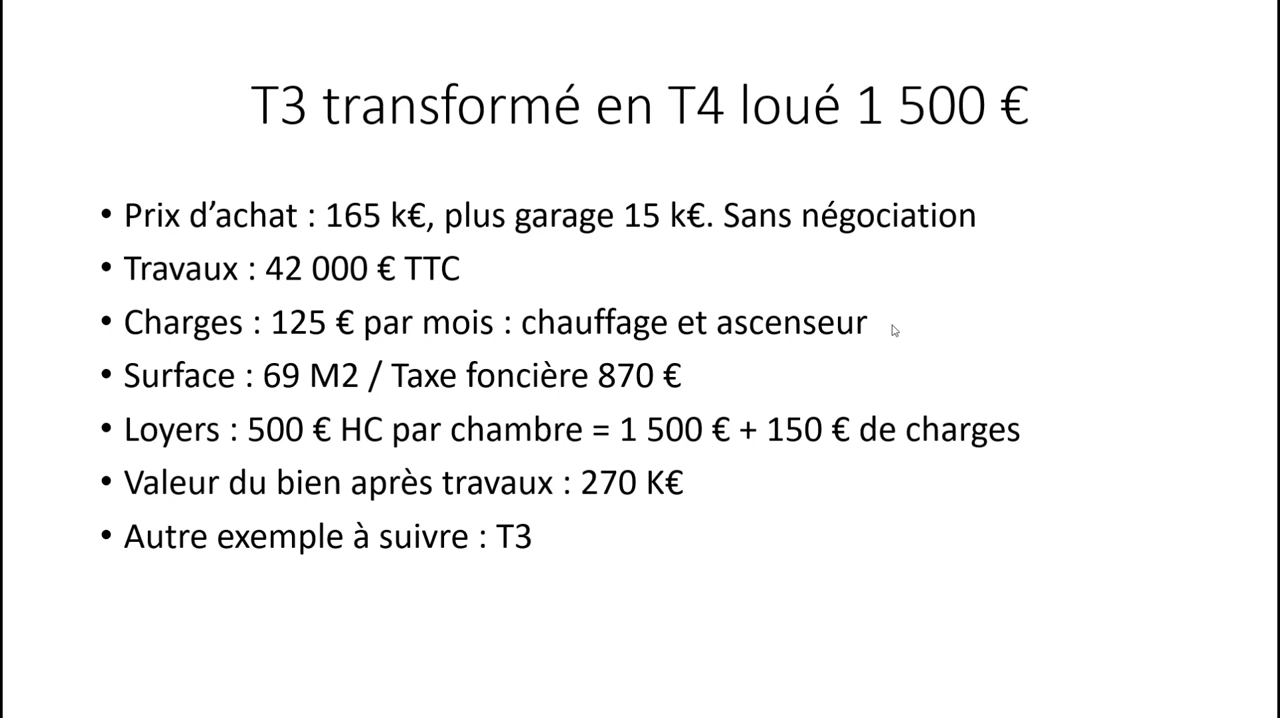 T3 transformé en T4 loué 1 500 €
• Prix d’achat : 165 k€, plus garage 15 k€. Sans négociation
• Travaux : 42 000 € TTC
• Charges : 125 € par mois : chauffage et ascenseur
• Surface : 69 M2 / Taxe foncière 870 €
• Loyers : 500 € HC par chambre = 1 500 € + 150 € de charges
• Valeur du bien après travaux : 270 K€
• Autre exemple à suivre : T3